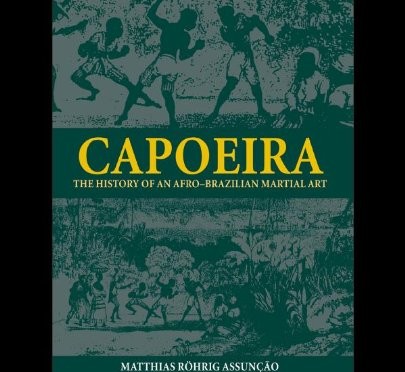 CAPOEIRA
THE HISTORY OF AN AFRO–BRAZILIAN MARTIAL ART
MATTHIAS RÖHRIG ASSUNÇÃO